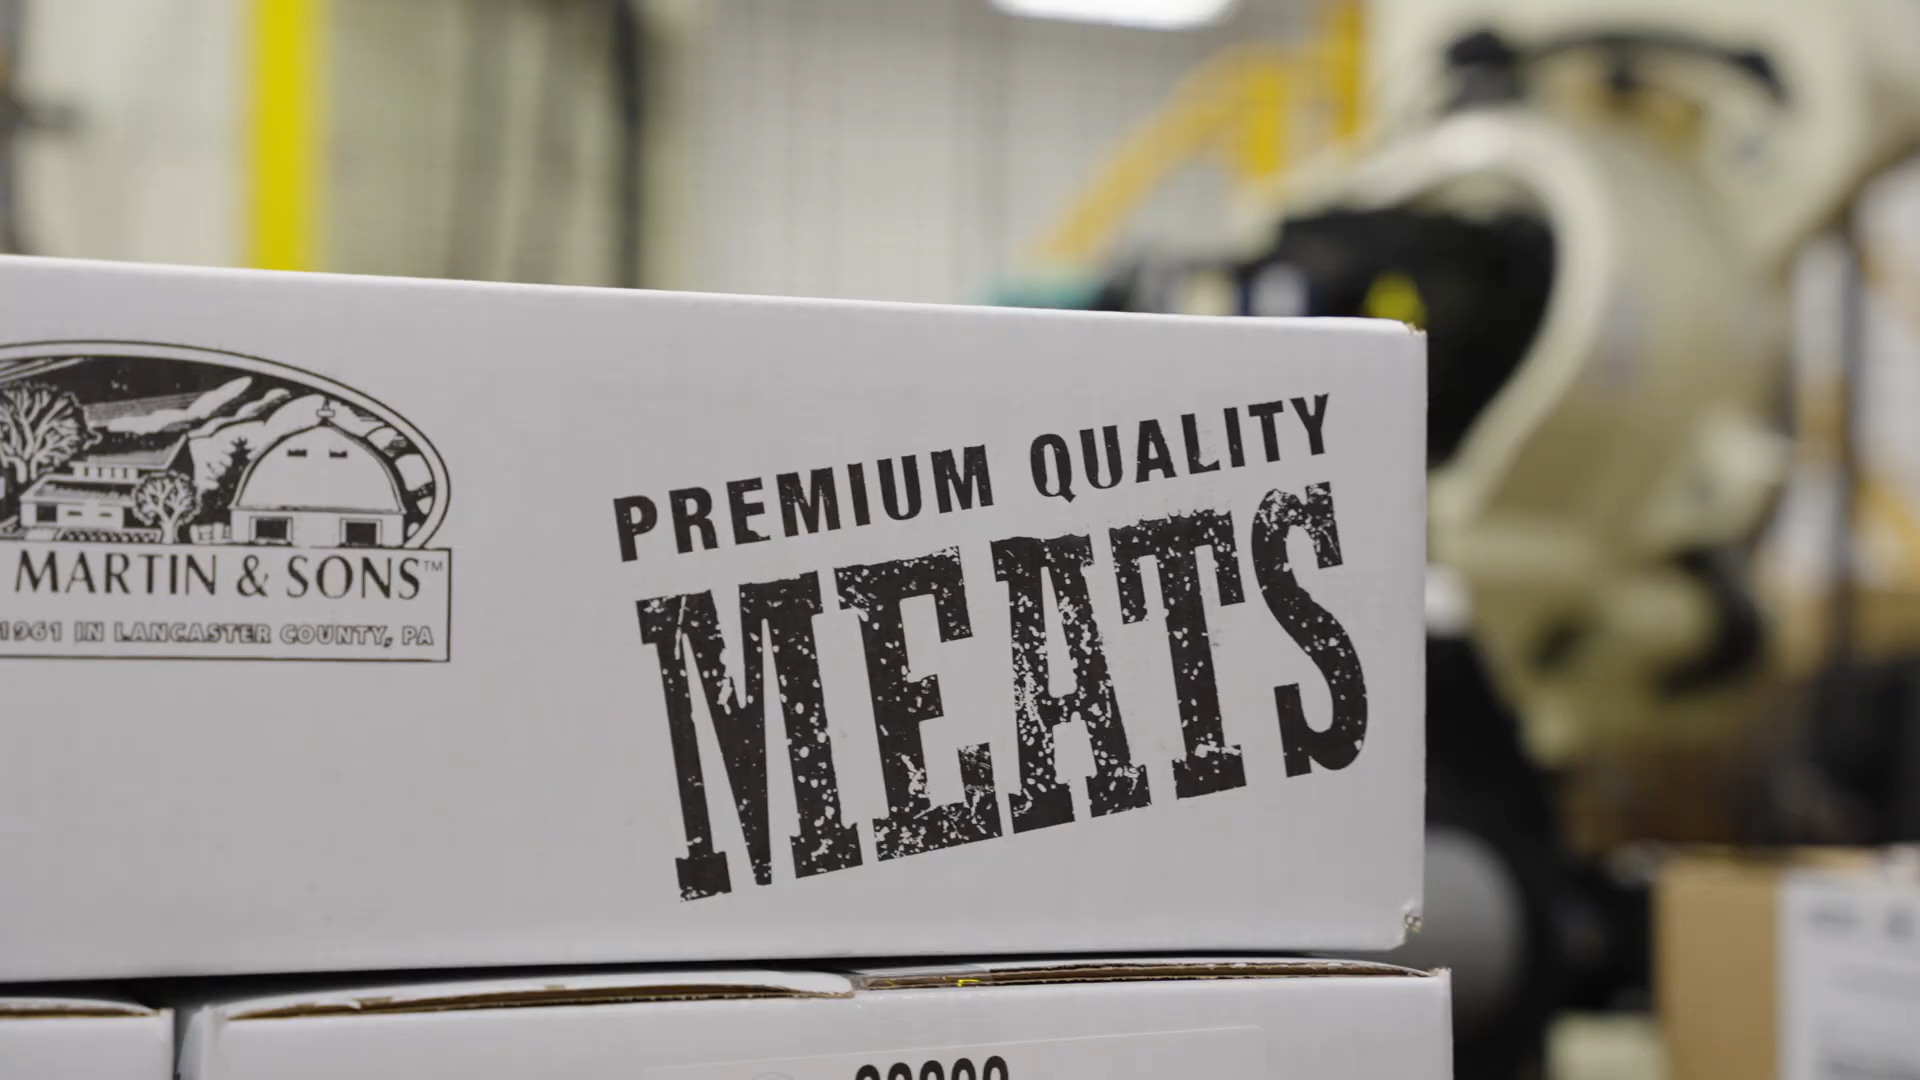 MARTIN & SONS™
1961 IN LANCASTER COUNTY, PA
PREMIUM QUALITY
MEATS